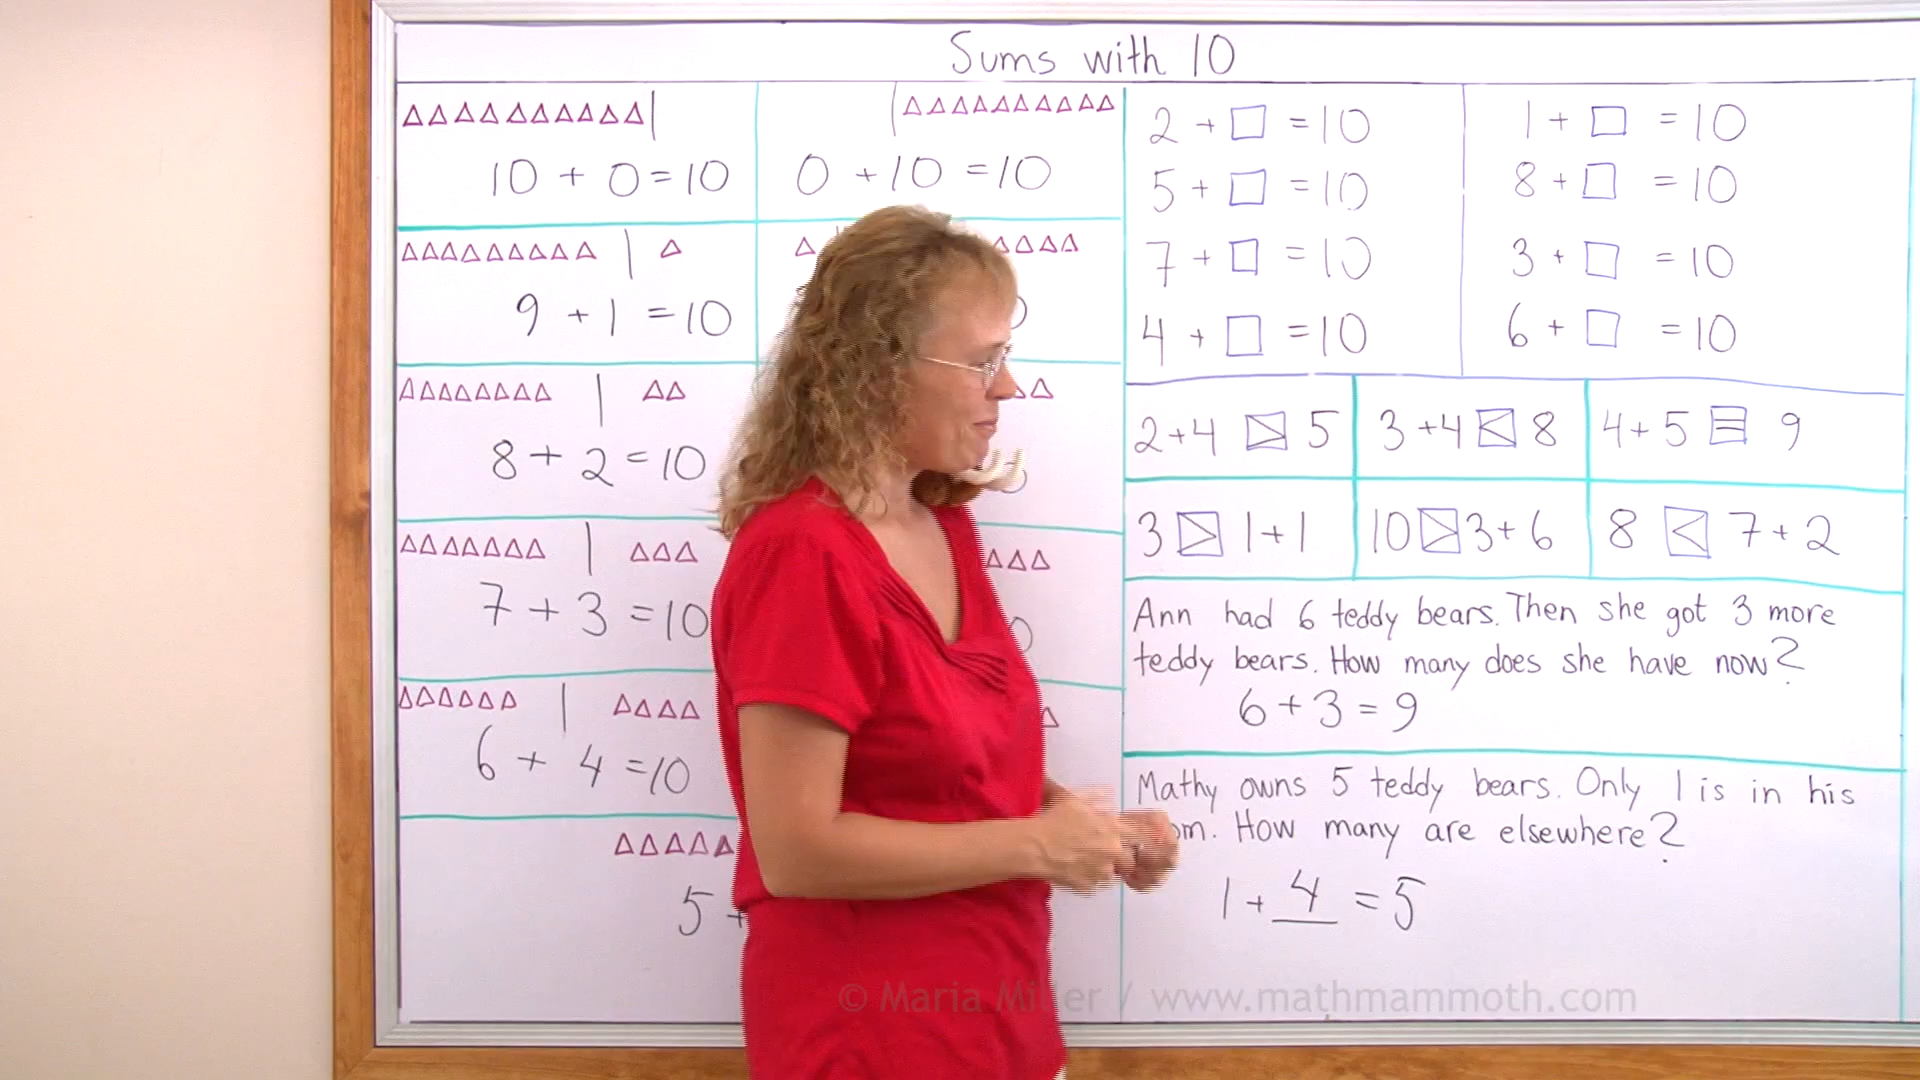 Sums with 10
10 + 0 = 10
0 + 10 = 10
9 + 1 = 10
8 + 2 = 10
7 + 3 = 10
6 + 4 = 10
5 +
2 + □ = 10
5 + □ = 10
7 + □ = 10
4 + □ = 10
1 + □ = 10
8 + □ = 10
3 + □ = 10
6 + □ = 10
2 + 4 > 5
3 + 4 < 8
4 + 5 = 9
3 > 1 + 1
10 > 3 + 6
8 < 7 + 2
Ann had 6 teddy bears. Then she got 3 more
teddy bears. How many does she have now?
6 + 3 = 9
Mathy owns 5 teddy bears. Only 1 is in his
How many are elsewhere?
1 + 4 = 5
© Maria Miller / www.mathmammoth.com